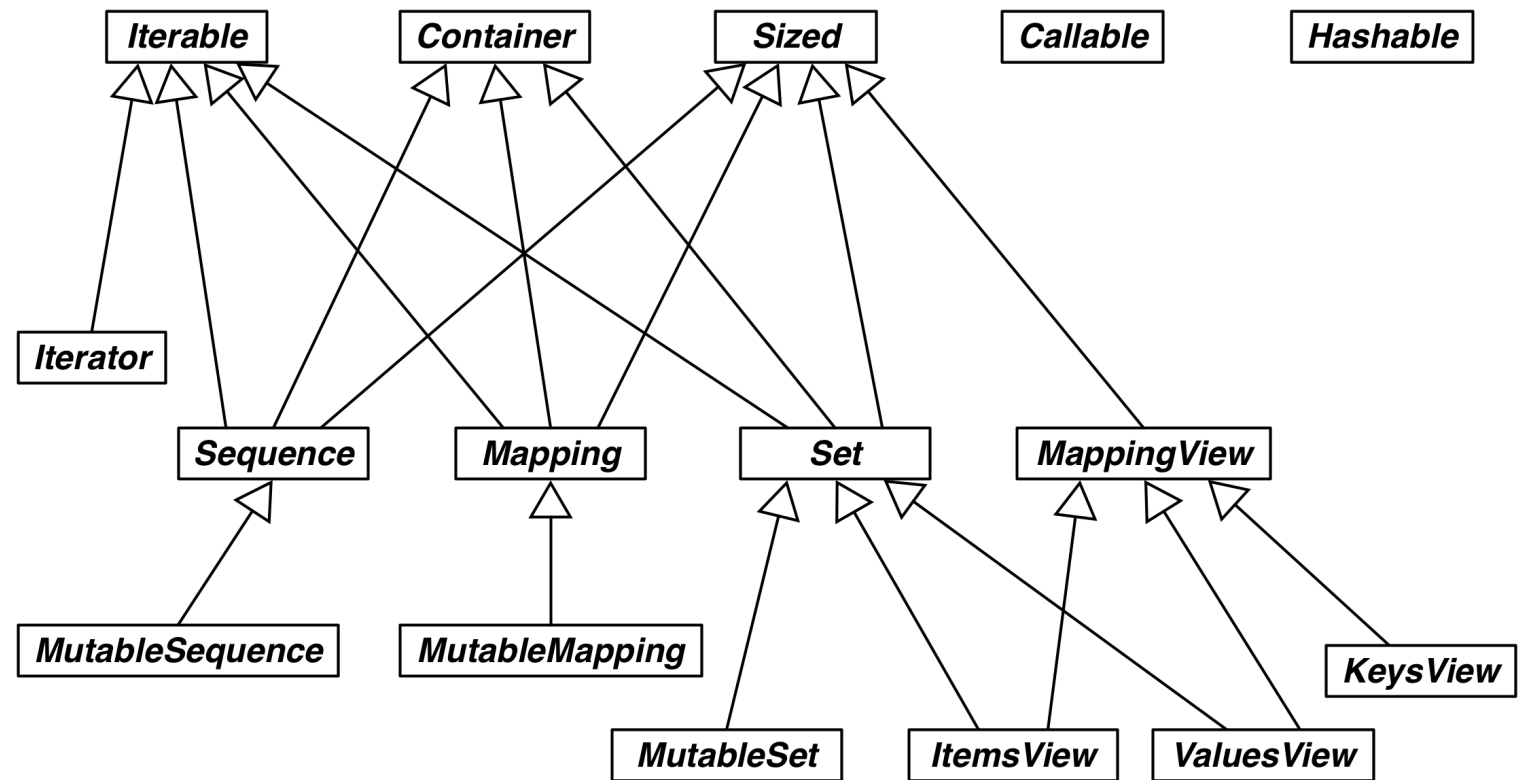 Iterable
Container
Sized
Callable
Hashable
Iterator
Sequence
Mapping
Set
MappingView
MutableSequence
MutableMapping
KeysView
MutableSet
ItemsView
ValuesView